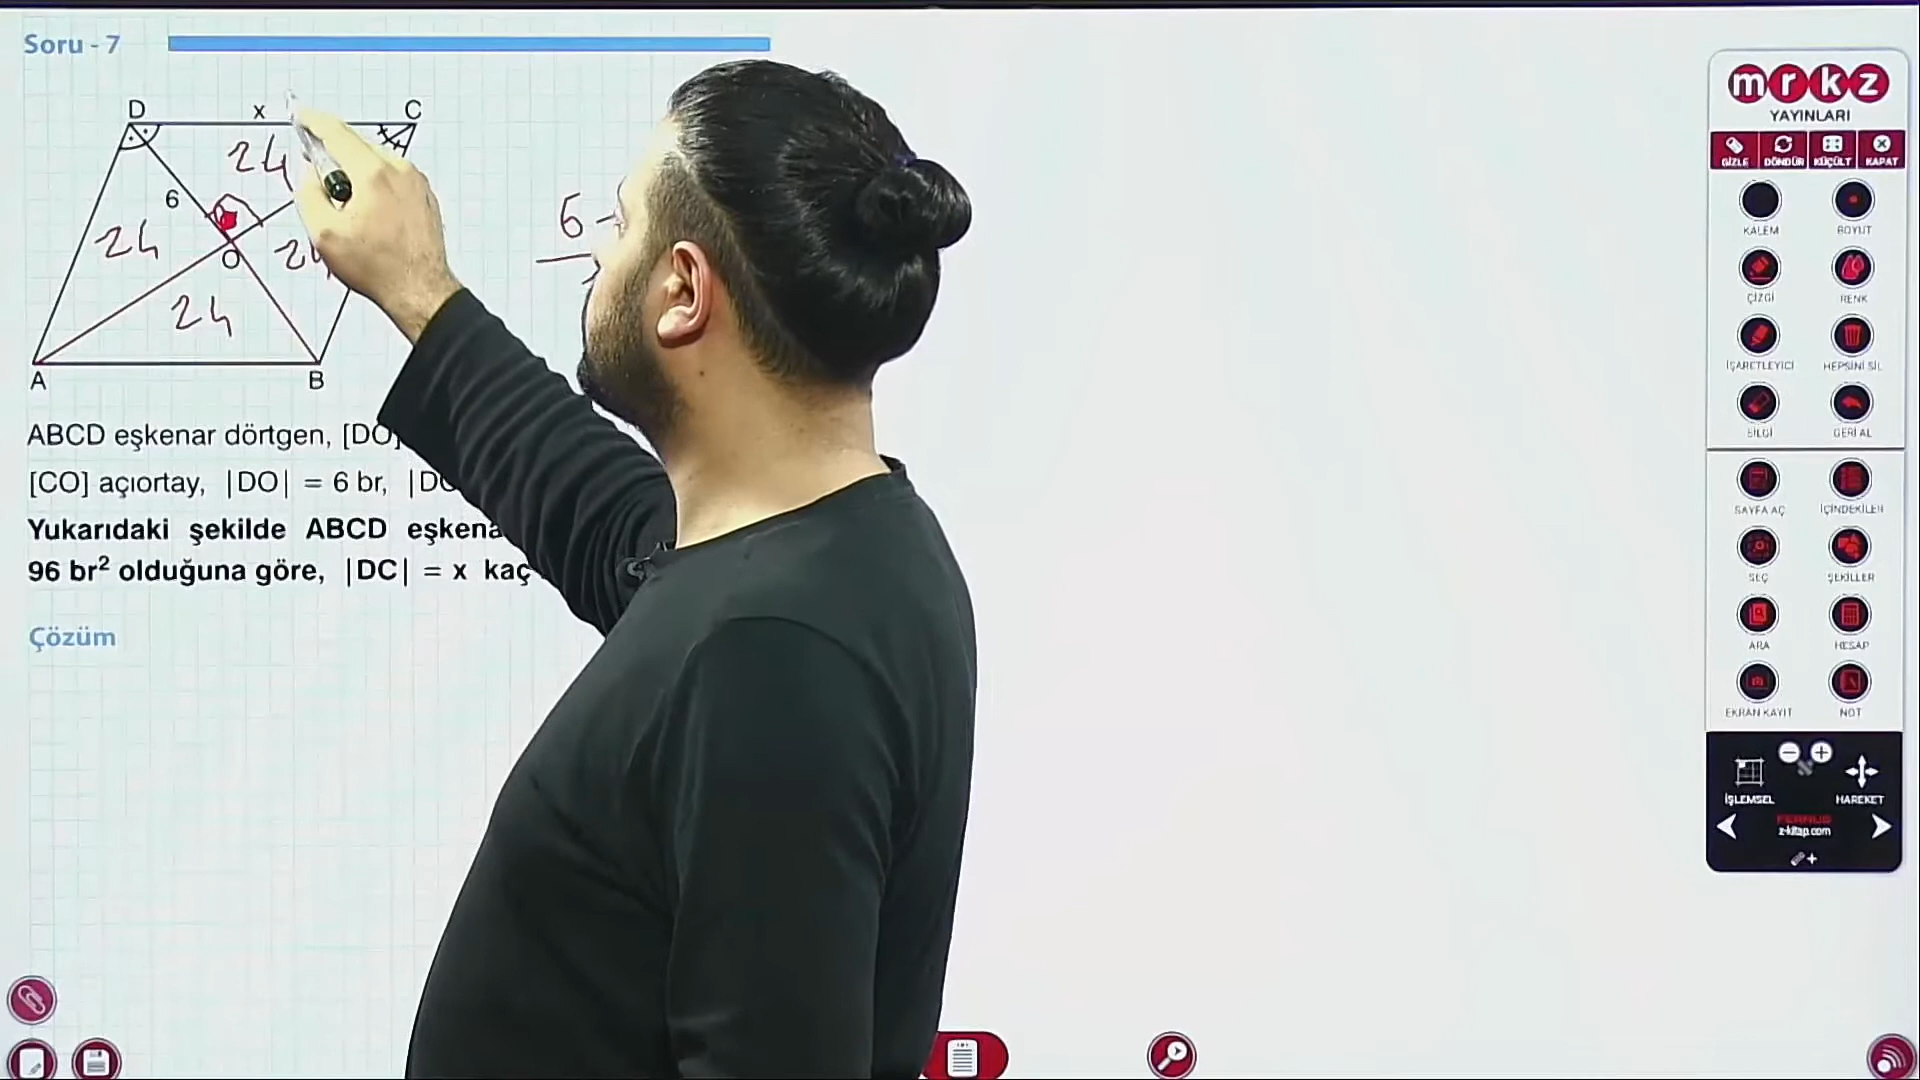 Soru - 7
D x C
24
6
24
O
24
24
A B
6
ABCD eşkenar dörtgen, [DO]
[CO] açıortay, |DO| = 6 br,
Yukarıdaki şekilde ABCD
96 br² olduğuna göre, |DC| = x kaç
Çözüm
mrkz
YAYINLARI
GİZLE DÖNDÜR KÜÇÜLT KAPAT
KALEM BOYUT
ÇİZGİ RENK
İŞARETLEYİCİ HEPSİNİ SİL
SİLGİ GERİ AL
SAYFA AÇ İÇİNDEKİLER
SEÇ ŞEKİLLER
ARA HESAP
EKRAN KAYIT NOT
İŞLEMSEL HAREKET
FERNUS
z-kitap.com